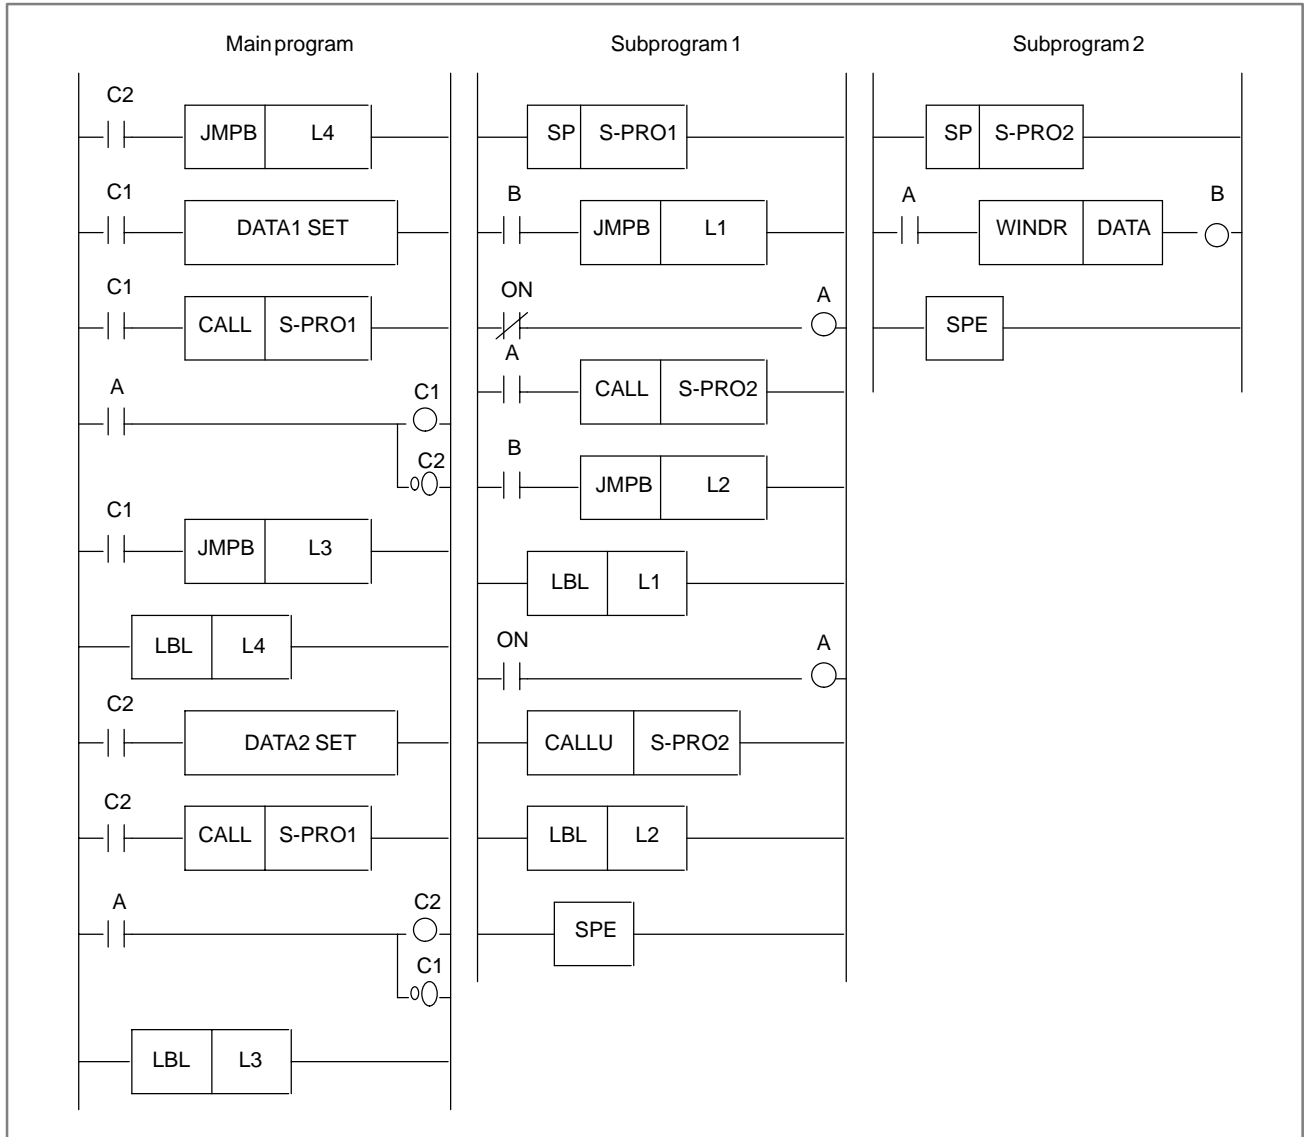 Main program
C2
JMPB L4
C1
DATA1 SET
C1
CALL S-PRO1
A
C1
C2
C1
JMPB L3
LBL L4
C2
DATA2 SET
C2
CALL S-PRO1
A
C2
C1
LBL L3
Subprogram 1
SP S-PRO1
B
JMPB L1
ON
A
A
CALL S-PRO2
B
JMPB L2
LBL L1
ON
A
CALLU S-PRO2
LBL L2
SPE
Subprogram 2
SP S-PRO2
A
B
WINDR DATA
SPE